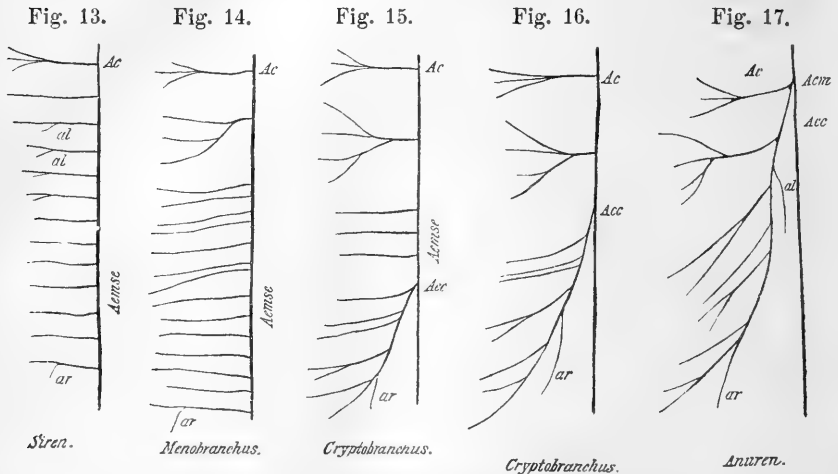 Fig. 13. Fig. 14. Fig. 15. Fig. 16. Fig. 17.
Ac
al
al
Aemse
ar
Siren.
Ac
Aemse
ar
Menobranchus.
Ac
Aemse
Acc
ar
Cryptobranchus.
Ac
Acc
ar
Cryptobranchus.
Ac
Acm
Acc
al
ar
Anuren.